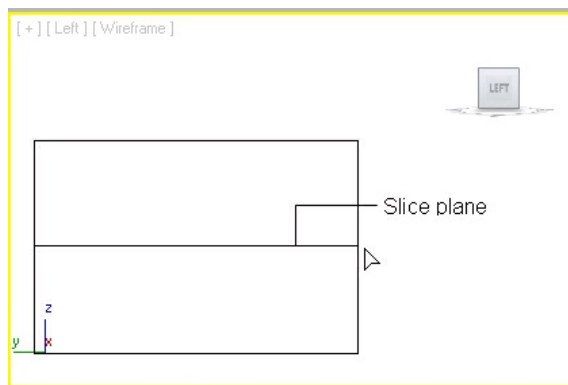 [ + ] [ Left ] [ Wireframe ]
LEFT
Slice plane
z
y
x